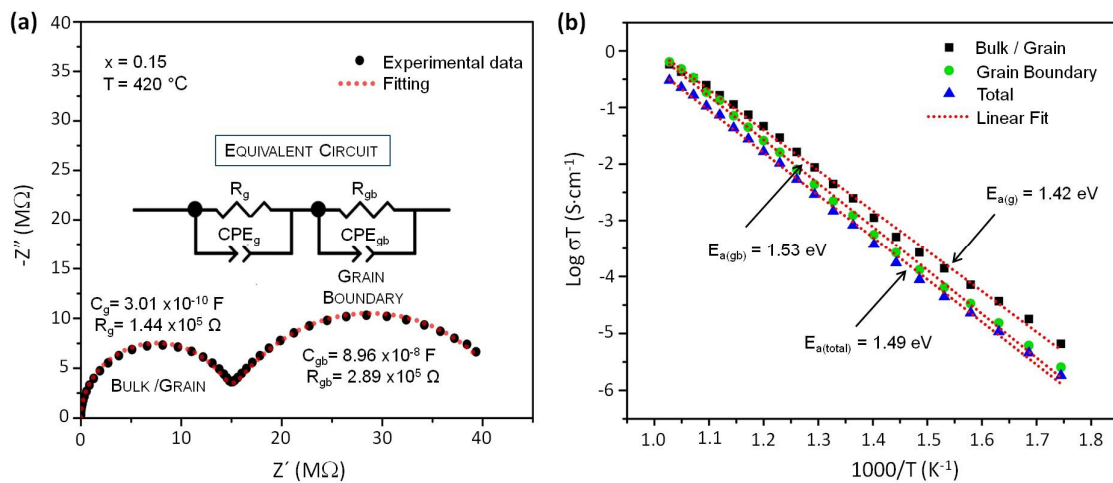 (a)
40
35
30
25
20
15
10
5
0
-Z″ (MΩ)
x = 0.15
T = 420 °C
Experimental data
Fitting
EQUIVALENT CIRCUIT
Rg
Rgb
CPEg
CPEgb
GRAIN
BOUNDARY
Cg= 3.01 x10-10 F
Rg= 1.44 x10⁵ Ω
BULK /GRAIN
Cgb= 8.96 x10-8 F
Rgb= 2.89 x10⁵ Ω
0 10 20 30 40
Z′ (MΩ)
(b)
0
-1
-2
-3
-4
-5
-6
Log σT (S·cm⁻¹)
Bulk / Grain
Grain Boundary
Total
Linear Fit
Ea(g) = 1.42 eV
Ea(gb) = 1.53 eV
Ea(total) = 1.49 eV
1.0 1.1 1.2 1.3 1.4 1.5 1.6 1.7 1.8
1000/T (K⁻¹)